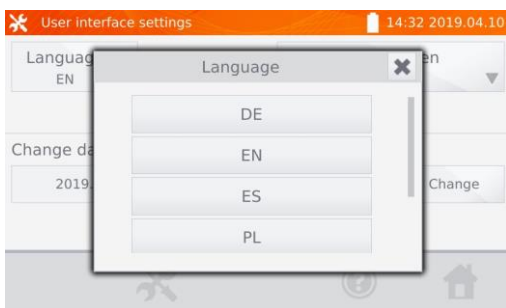 User interface settings
14:32 2019.04.10
Languag
EN
en
Language
DE
EN
ES
PL
Change da
2019.
Change